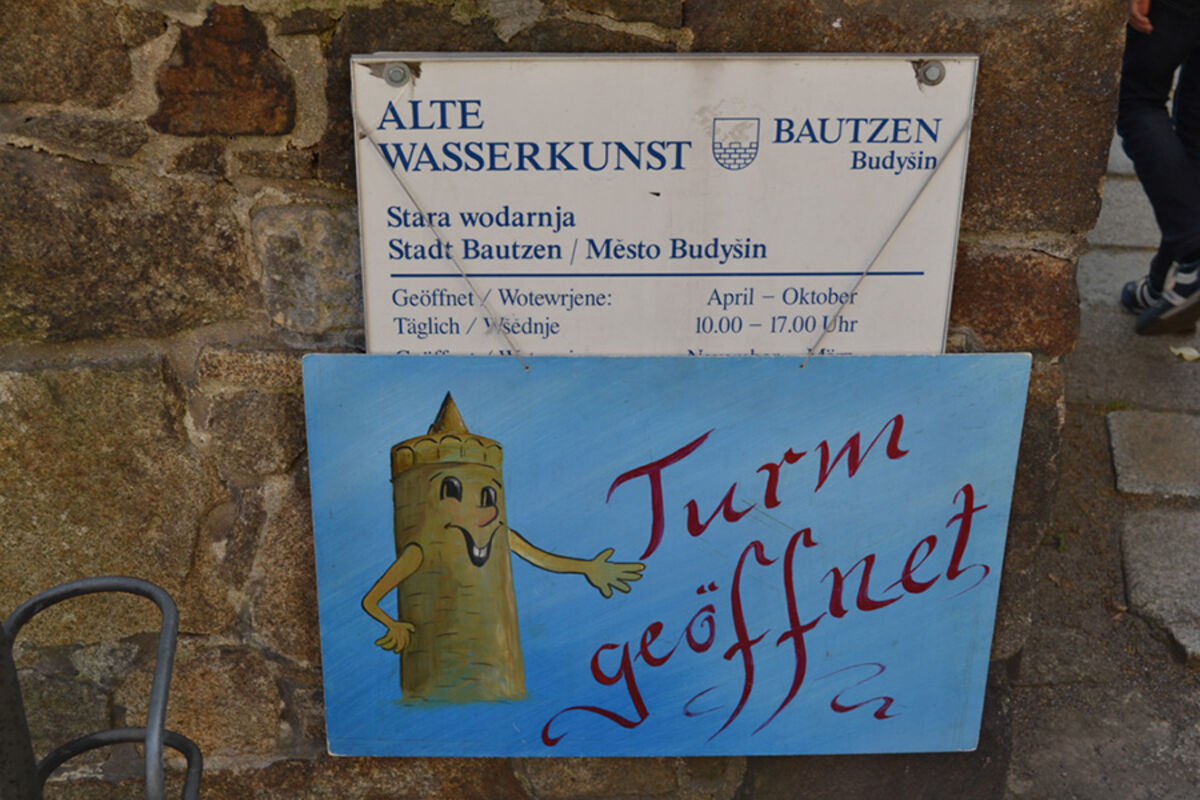 ALTE
WASSERKUNST
BAUTZEN
Budyšin
Stara wodarnja
Stadt Bautzen / Město Budyšin
Geöffnet / Wotewrjene: April – Oktober
Täglich / Wšědnje 10.00 – 17.00 Uhr
Turm
geöffnet